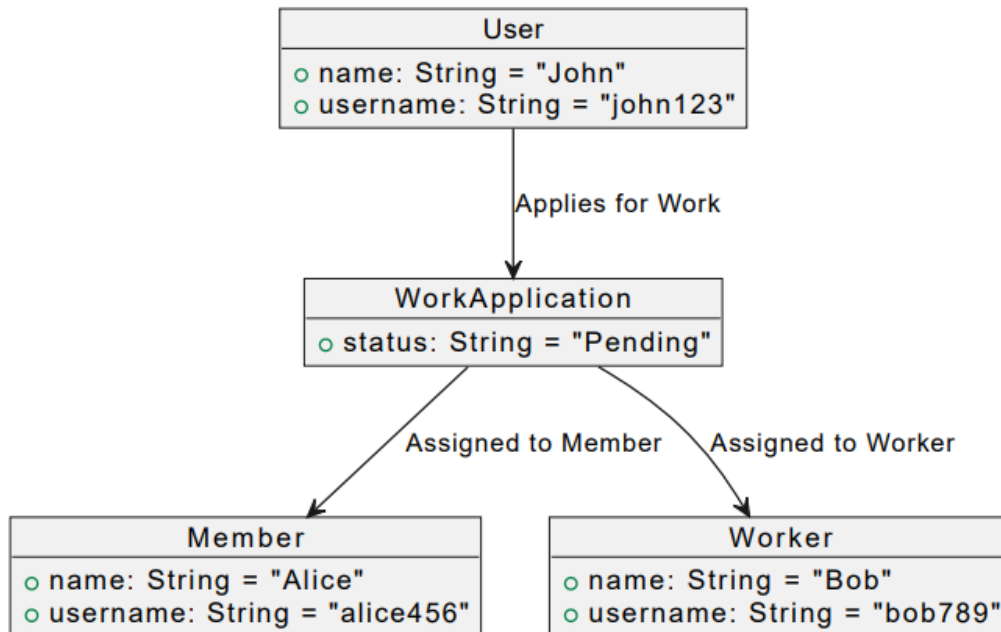 User
name: String = "John"
username: String = "john123"
Applies for Work
WorkApplication
status: String = "Pending"
Assigned to Member
Assigned to Worker
Member
name: String = "Alice"
username: String = "alice456"
Worker
name: String = "Bob"
username: String = "bob789"